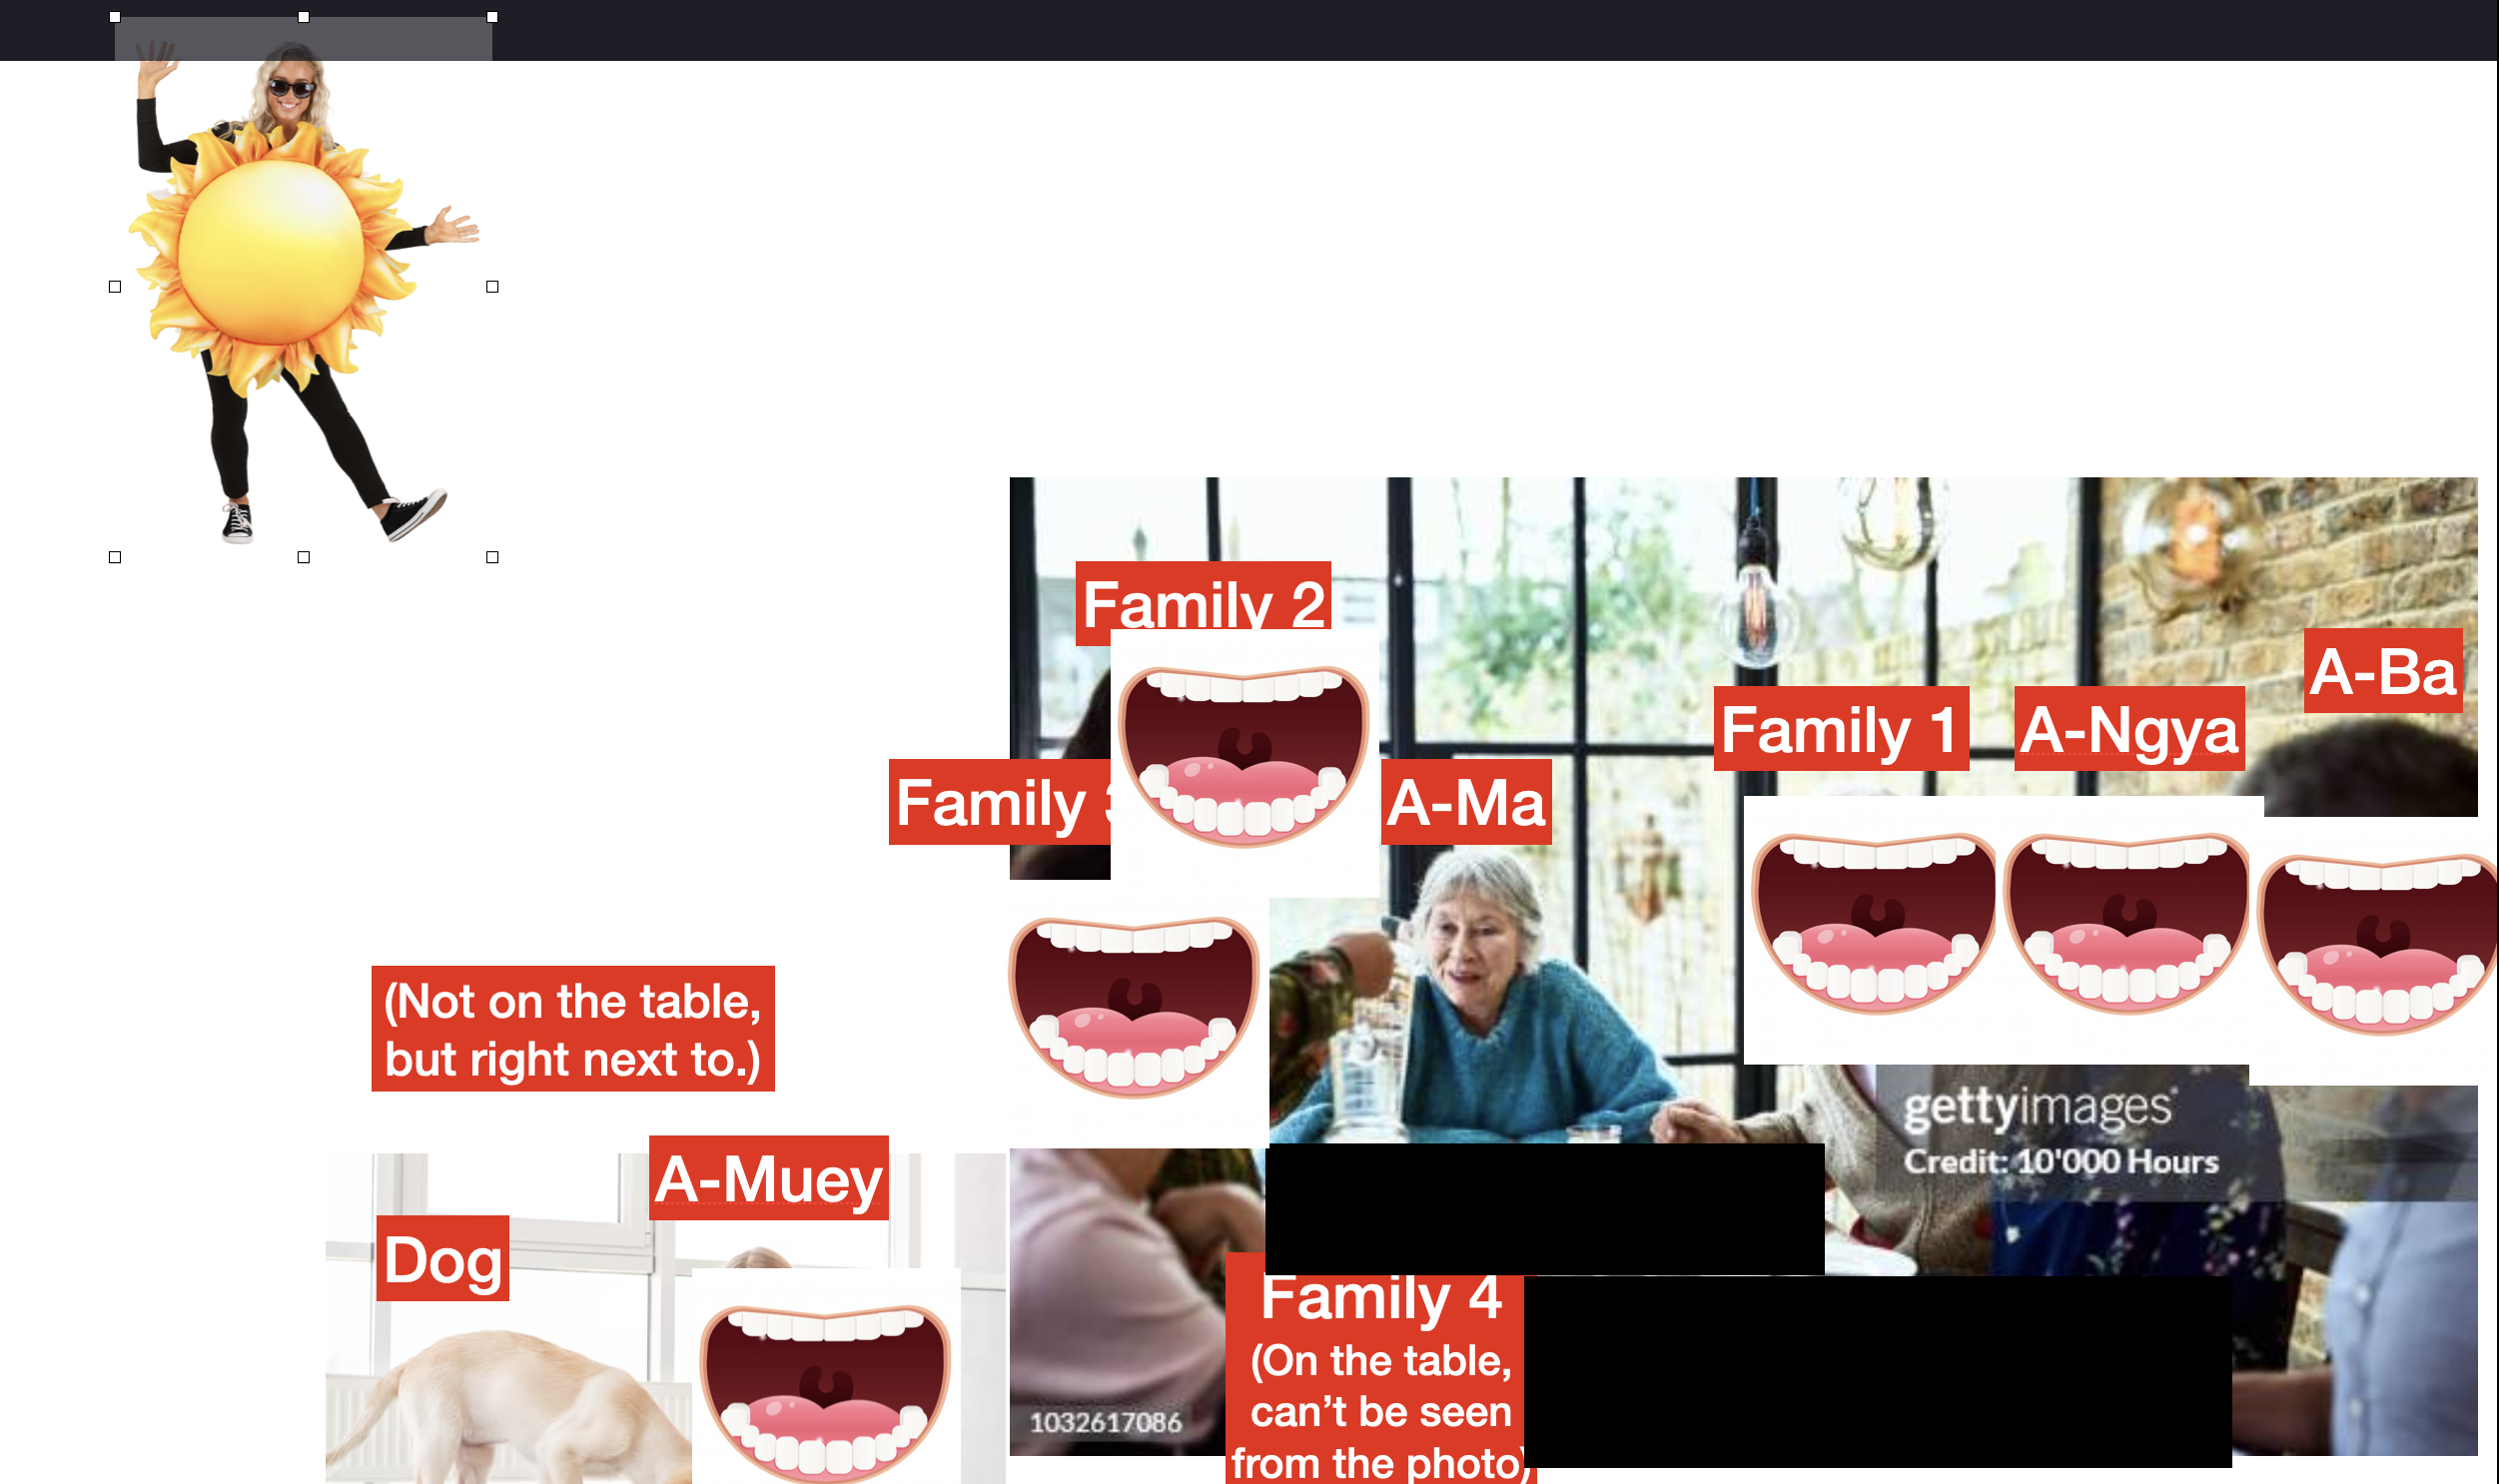 Family 2
A-Ba
Family 1
A-Ngya
Family 3
A-Ma
(Not on the table,
but right next to.)
gettyimages®
Credit: 10'000 Hours
A-Muey
Dog
Family 4
(On the table,
can't be seen
from the photo)
1032617086